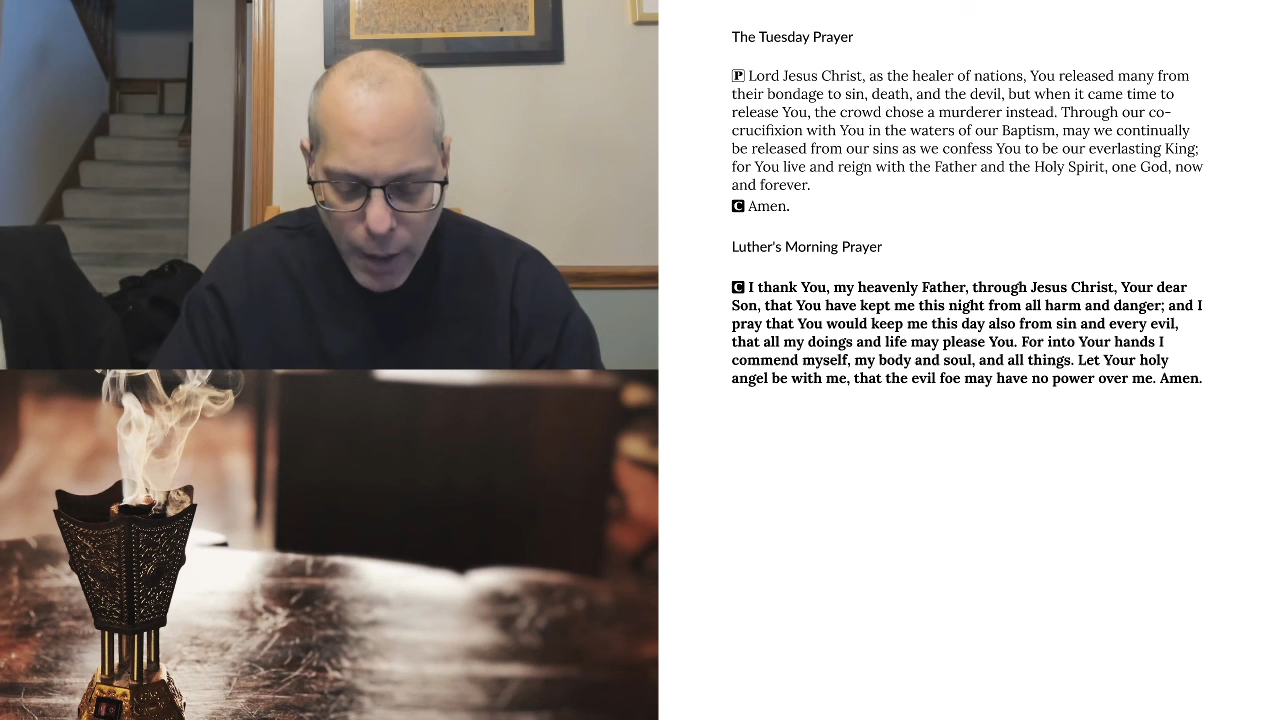 The Tuesday Prayer
P Lord Jesus Christ, as the healer of nations, You released many from
their bondage to sin, death, and the devil, but when it came time to
release You, the crowd chose a murderer instead. Through our co-
crucifixion with You in the waters of our Baptism, may we continually
be released from our sins as we confess You to be our everlasting King;
for You live and reign with the Father and the Holy Spirit, one God, now
and forever.
C Amen.
Luther's Morning Prayer
C I thank You, my heavenly Father, through Jesus Christ, Your dear
Son, that You have kept me this night from all harm and danger; and I
pray that You would keep me this day also from sin and every evil,
that all my doings and life may please You. For into Your hands I
commend myself, my body and soul, and all things. Let Your holy
angel be with me, that the evil foe may have no power over me. Amen.